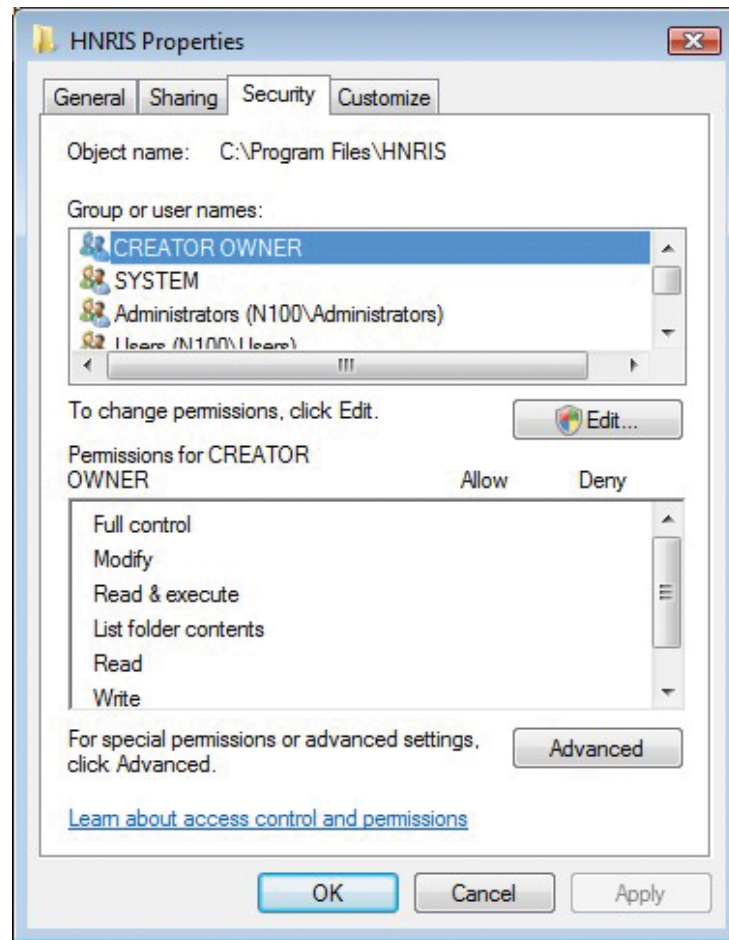 HNRIS Properties
General Sharing Security Customize
Object name: C:\Program Files\HNRIS
Group or user names:
CREATOR OWNER
SYSTEM
Administrators (N100\Administrators)
Users (N100\Users)
To change permissions, click Edit.
Edit...
Permissions for CREATOR
OWNER Allow Deny
Full control
Modify
Read & execute
List folder contents
Read
Write
For special permissions or advanced settings,
click Advanced.
Advanced
Learn about access control and permissions
OK Cancel Apply